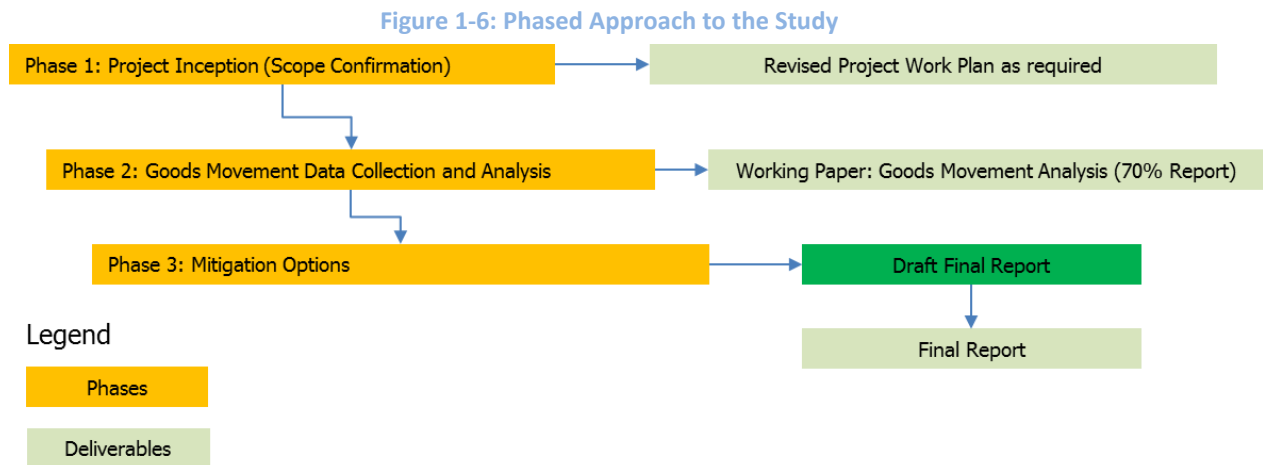 Figure 1-6: Phased Approach to the Study
Phase 1: Project Inception (Scope Confirmation)
Revised Project Work Plan as required
Phase 2: Goods Movement Data Collection and Analysis
Working Paper: Goods Movement Analysis (70% Report)
Phase 3: Mitigation Options
Draft Final Report
Final Report
Legend
Phases
Deliverables